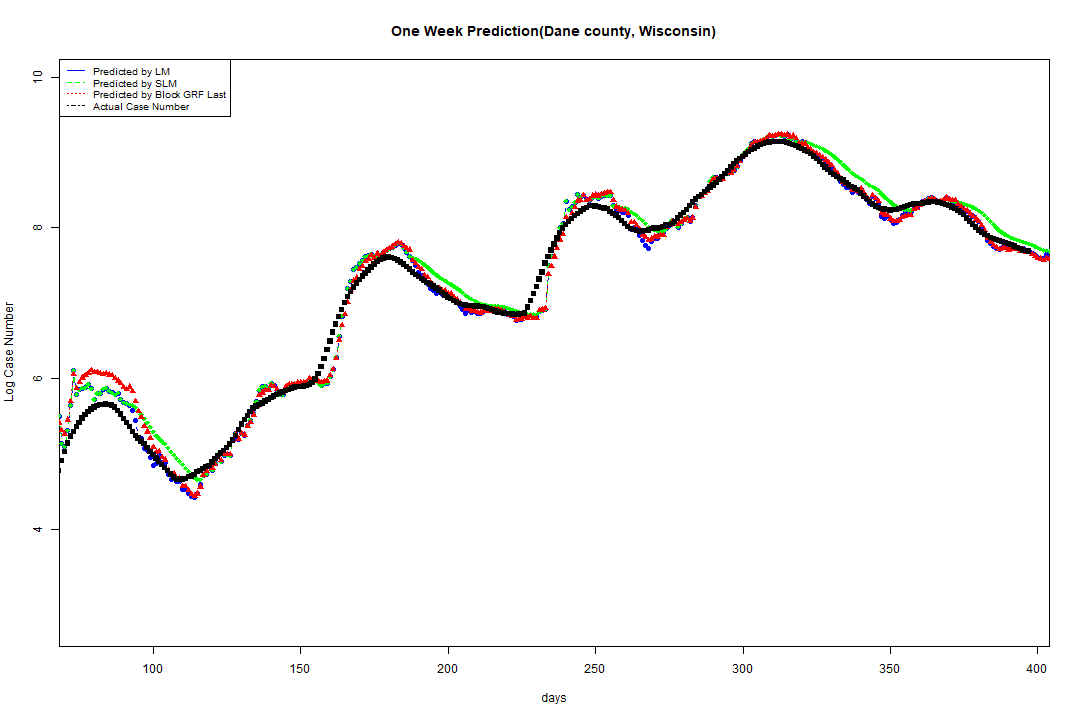 One Week Prediction(Dane county, Wisconsin)
Predicted by LM
Predicted by SLM
Predicted by Block GRF Last
Actual Case Number
Log Case Number
10
8
6
4
100 150 200 250 300 350 400
days